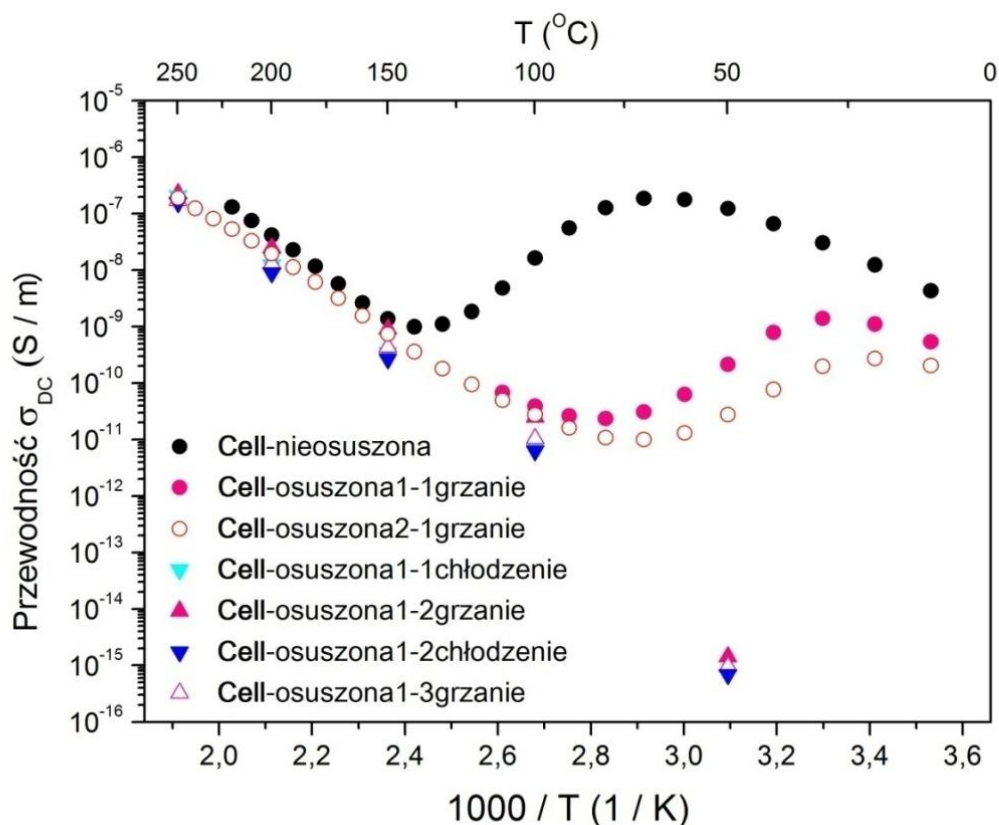 T (°C)
250 200 150 100 50 0
10⁻⁵
10⁻⁶
10⁻⁷
10⁻⁸
10⁻⁹
10⁻¹⁰
10⁻¹¹
10⁻¹²
10⁻¹³
10⁻¹⁴
10⁻¹⁵
10⁻¹⁶
Przewodność σ_DC (S / m)
Cell-nieosuszona
Cell-osuszona1-1grzanie
Cell-osuszona2-1grzanie
Cell-osuszona1-1chłodzenie
Cell-osuszona1-2grzanie
Cell-osuszona1-2chłodzenie
Cell-osuszona1-3grzanie
2,0 2,2 2,4 2,6 2,8 3,0 3,2 3,4 3,6
1000 / T (1 / K)